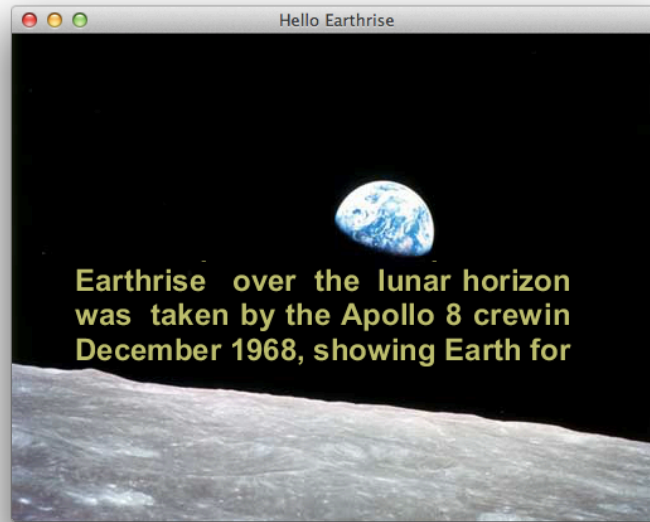 Hello Earthrise
Earthrise over the lunar horizon
was taken by the Apollo 8 crewin
December 1968, showing Earth for